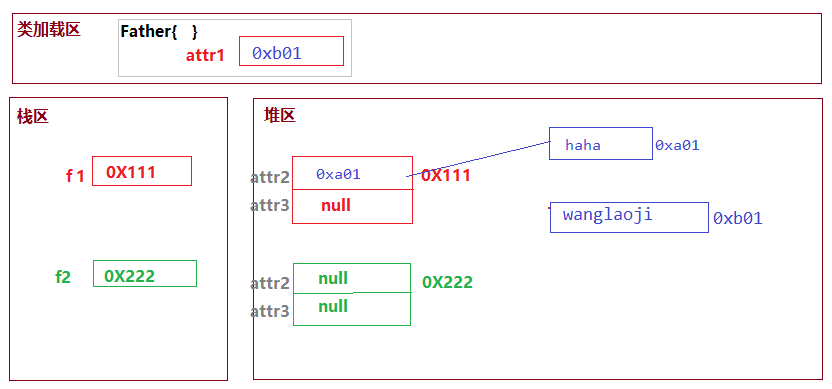 类加载区
Father{ }
attr1 0xb01
栈区
f1 0X111
f2 0X222
堆区
attr2 0xa01 0X111
attr3 null
haha 0xa01
wanglaoji 0xb01
attr2 null 0X222
attr3 null